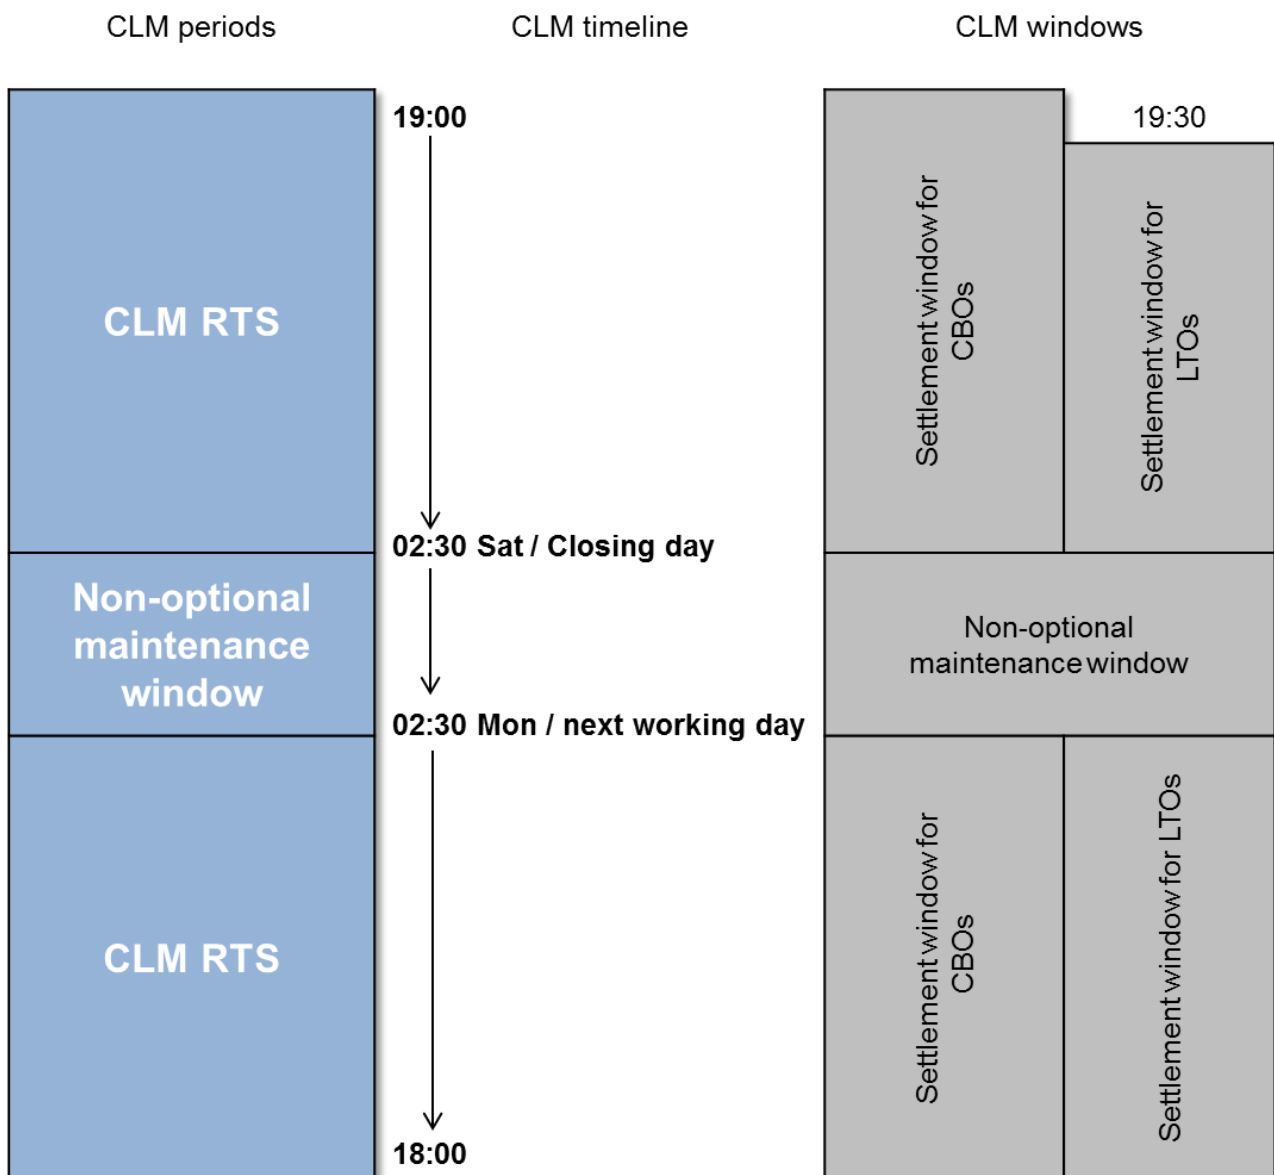 CLM periods
CLM timeline
CLM windows
19:00
19:30
CLM RTS
Settlement window for
CBOs
Settlement window for
LTOs
02:30 Sat / Closing day
Non-optional
maintenance
window
Non-optional
maintenance window
02:30 Mon / next working day
CLM RTS
Settlement window for
CBOs
Settlement window for LTOs
18:00